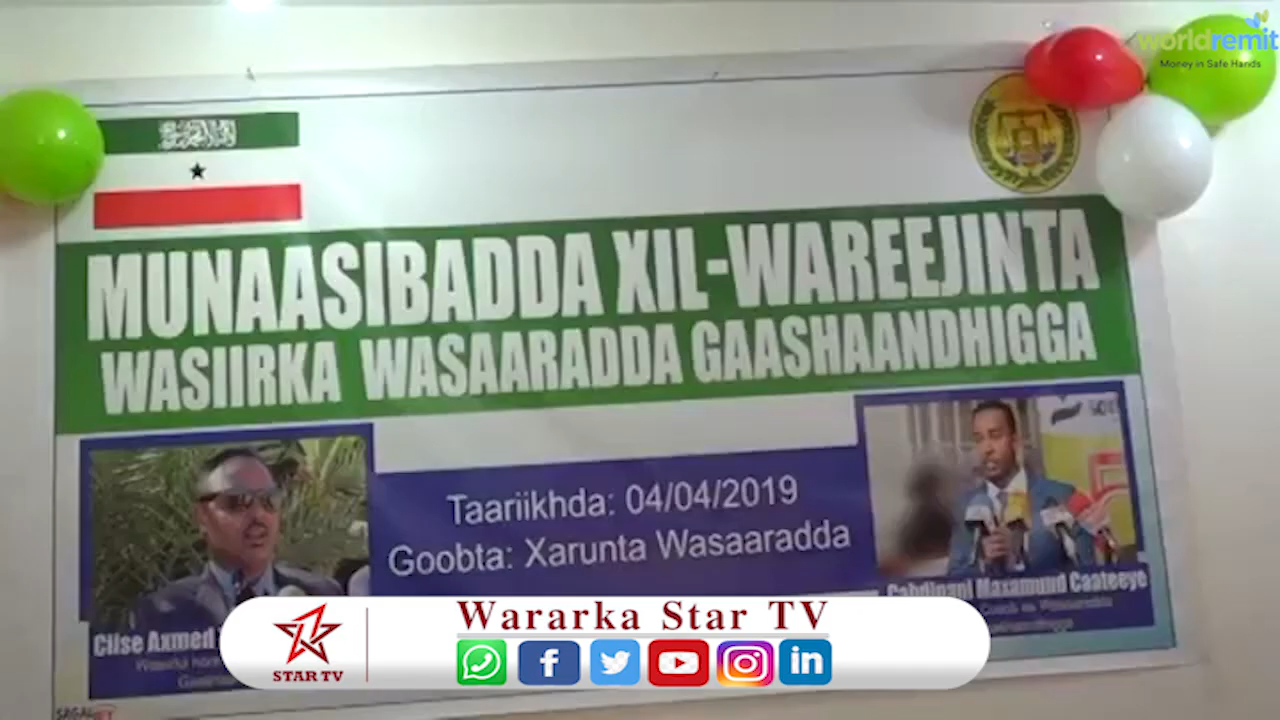 worldremit
Money in Safe Hands
MUNAASIBADDA XIL-WAREEJINTA
WASIIRKA WASAARADDA GAASHAANDHIGGA
Taariikhda: 04/04/2019
Goobta: Xarunta Wasaaradda
Ciise Axmed
Cabdiqani Maxamuud Caateeye
Wararka Star TV
STAR TV